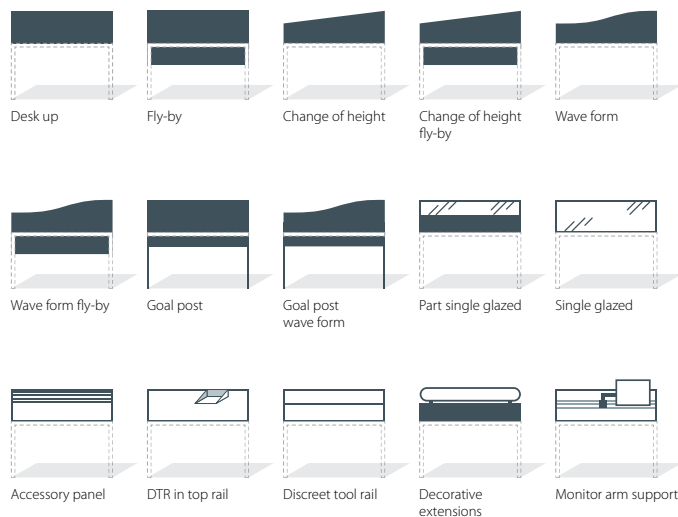 Desk up
Fly-by
Change of height
Change of height
fly-by
Wave form
Wave form fly-by
Goal post
Goal post
wave form
Part single glazed
Single glazed
Accessory panel
DTR in top rail
Discreet tool rail
Decorative
extensions
Monitor arm support